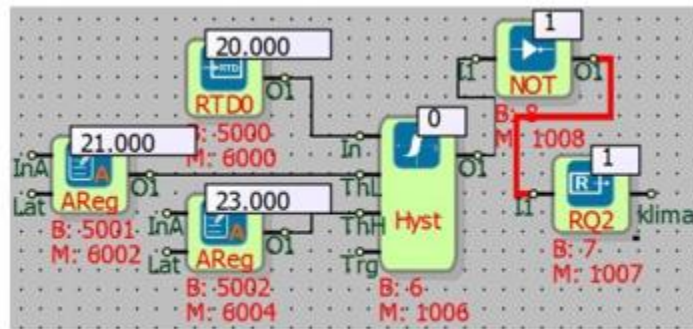 20.000
RTD
RTD0
O1
B: 5000
M: 6000
1
I1
O1
NOT
B: 8
M: 1008
21.000
A
InA
Lat
O1
AReg
B: 5001
M: 6002
23.000
A
InA
Lat
O1
AReg
B: 5002
M: 6004
0
In
ThL
ThH
Trg
O1
Hyst
B: 6
M: 1006
1
R
I1
RQ2
klima
B: 7
M: 1007